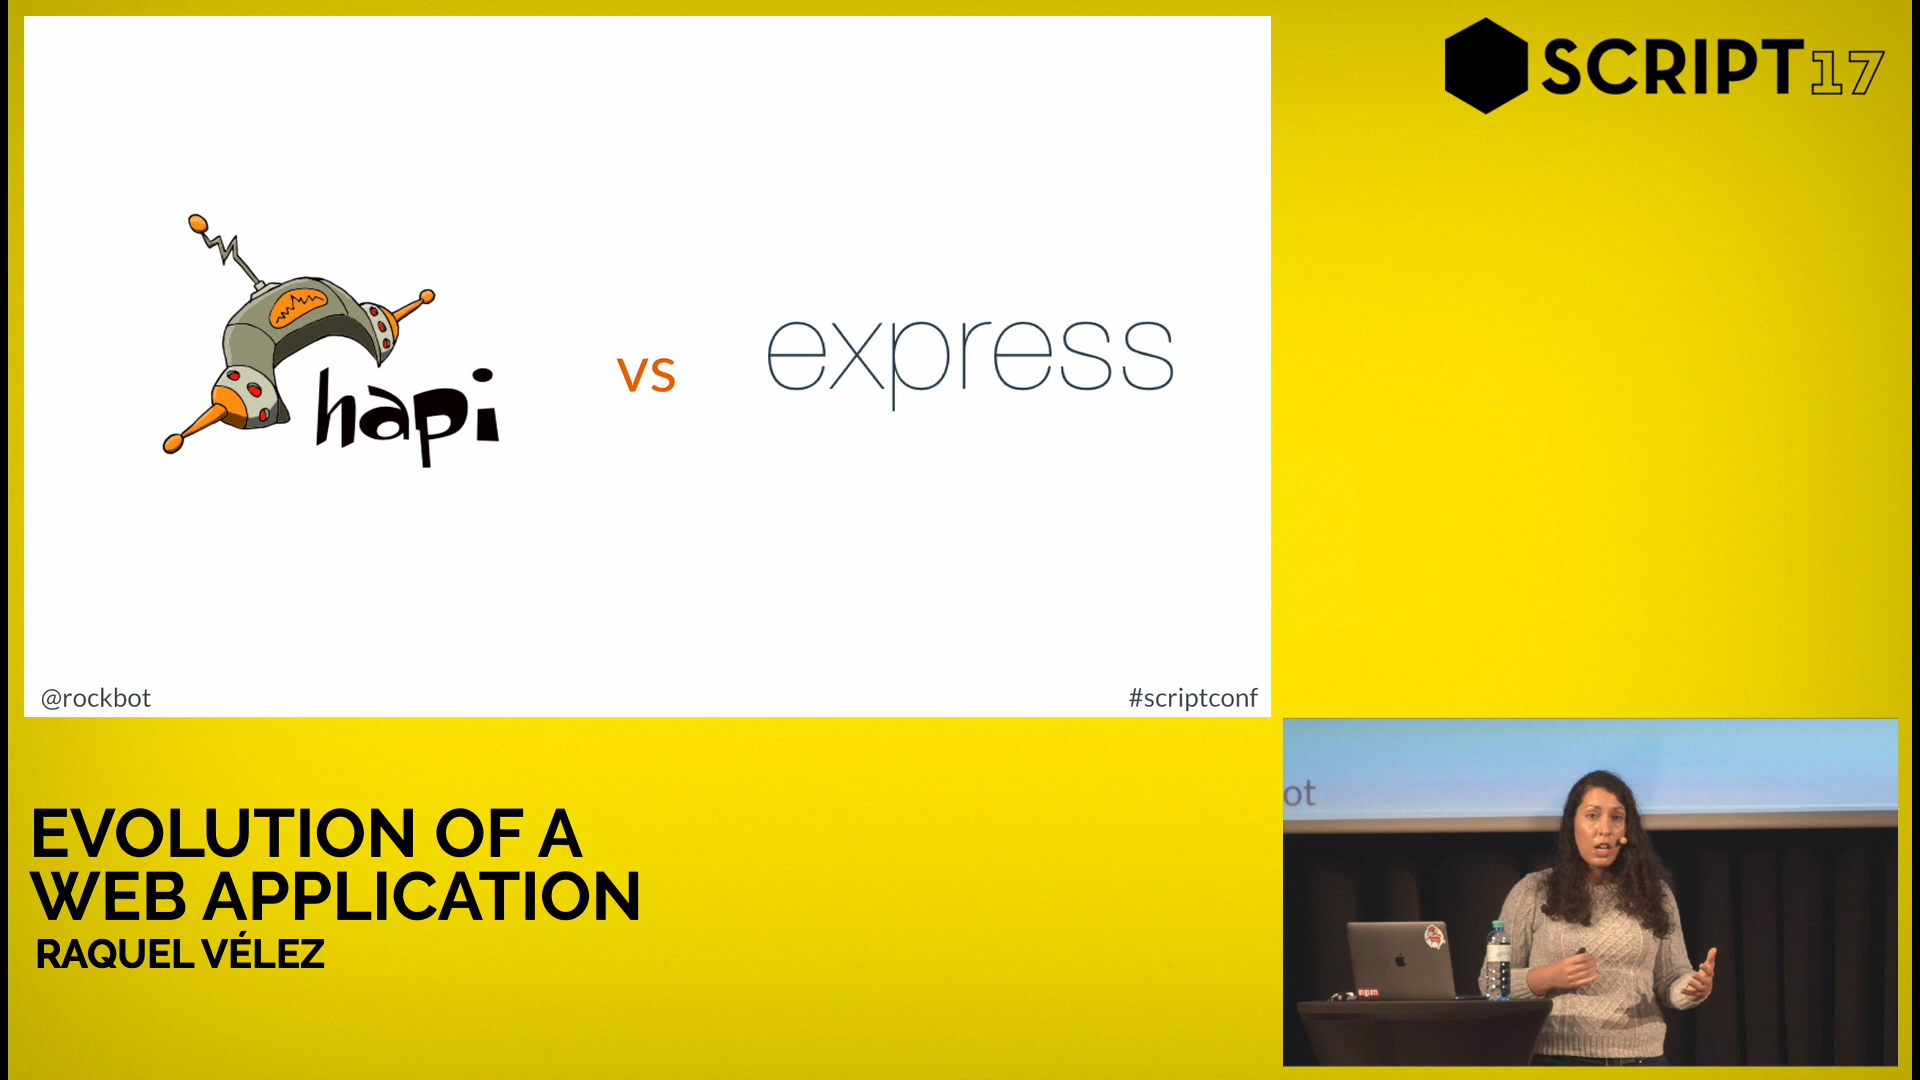 SCRIPT17
hapi
vs
express
@rockbot
#scriptconf
EVOLUTION OF A
WEB APPLICATION
RAQUEL VÉLEZ
ot
npm